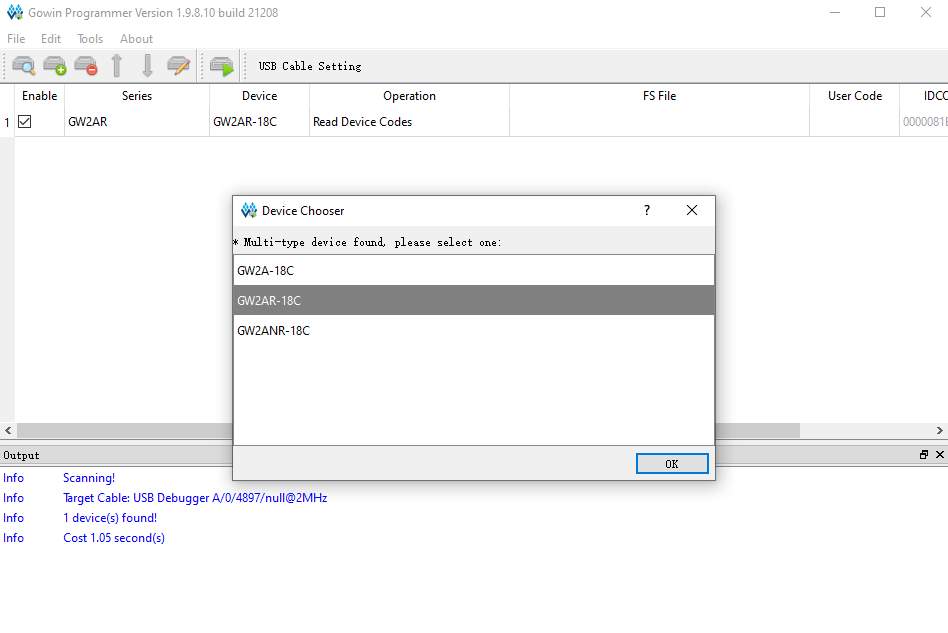 Gowin Programmer Version 1.9.8.10 build 21208
File Edit Tools About
USB Cable Setting
Enable Series Device Operation FS File User Code IDCC
1 GW2AR GW2AR-18C Read Device Codes 0000081B
Device Chooser ?
* Multi-type device found, please select one:
GW2A-18C
GW2AR-18C
GW2ANR-18C
OK
Output
Info Scanning!
Info Target Cable: USB Debugger A/0/4897/null@2MHz
Info 1 device(s) found!
Info Cost 1.05 second(s)